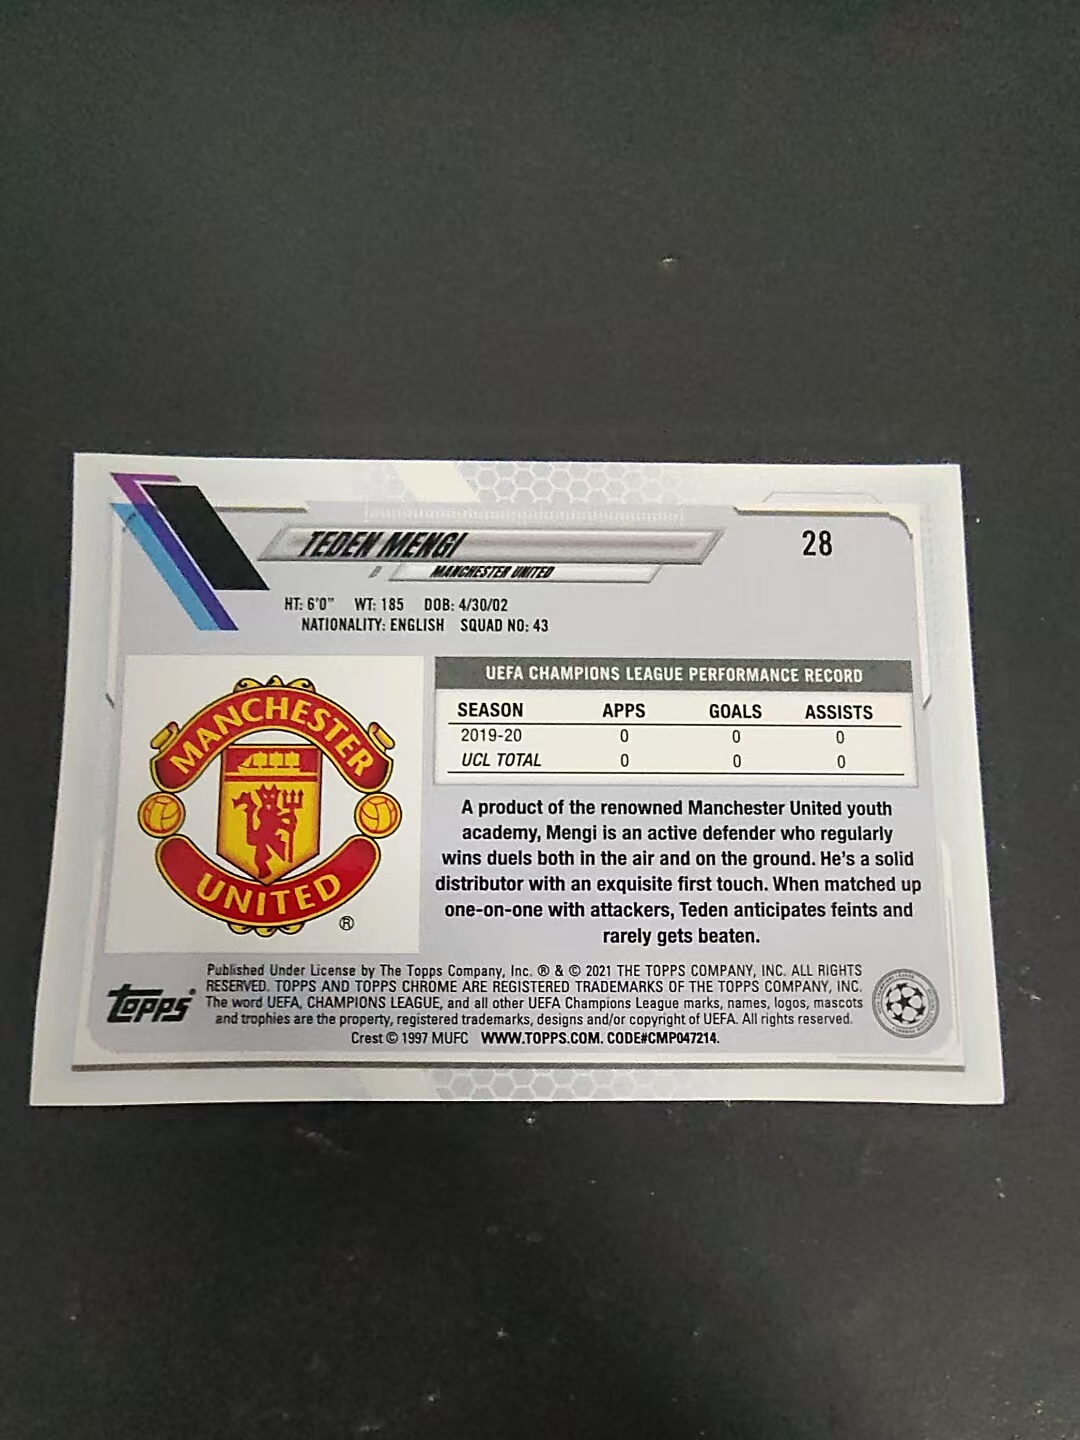 TEDEN MENGI
28
D MANCHESTER UNITED
HT: 6'0" WT: 185 DOB: 4/30/02
NATIONALITY: ENGLISH SQUAD NO: 43
MANCHESTER
UNITED
®
UEFA CHAMPIONS LEAGUE PERFORMANCE RECORD
SEASON APPS GOALS ASSISTS
2019-20 0 0 0
UCL TOTAL 0 0 0
A product of the renowned Manchester United youth
academy, Mengi is an active defender who regularly
wins duels both in the air and on the ground. He's a solid
distributor with an exquisite first touch. When matched up
one-on-one with attackers, Teden anticipates feints and
rarely gets beaten.
Topps®
Published Under License by The Topps Company, Inc. ® & © 2021 THE TOPPS COMPANY, INC. ALL RIGHTS
RESERVED. TOPPS AND TOPPS CHROME ARE REGISTERED TRADEMARKS OF THE TOPPS COMPANY, INC.
The word UEFA, CHAMPIONS LEAGUE, and all other UEFA Champions League marks, names, logos, mascots
and trophies are the property, registered trademarks, designs and/or copyright of UEFA. All rights reserved.
Crest © 1997 MUFC WWW.TOPPS.COM. CODE#CMP047214.